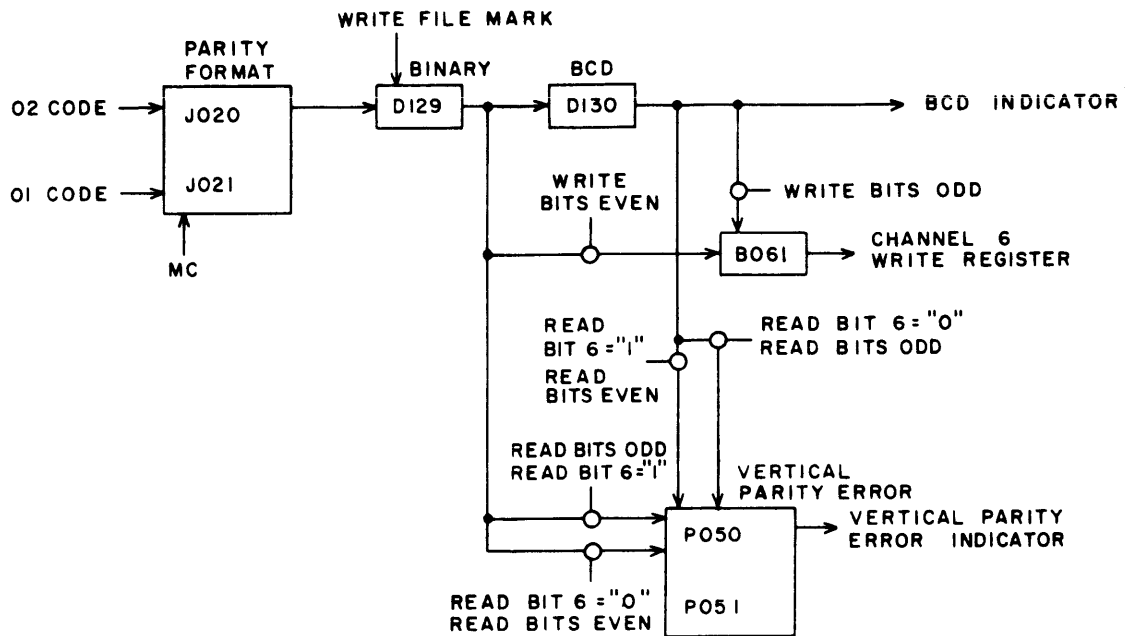 WRITE FILE MARK
PARITY
FORMAT
BINARY
BCD
02 CODE
J020
D129
D130
BCD INDICATOR
J021
01 CODE
WRITE
BITS EVEN
WRITE BITS ODD
MC
B061
CHANNEL 6
WRITE REGISTER
READ
BIT 6="1"
READ
BITS EVEN
READ BIT 6="0"
READ BITS ODD
READ BITS ODD
READ BIT 6="1"
VERTICAL
PARITY ERROR
P050
VERTICAL PARITY
ERROR INDICATOR
P051
READ BIT 6="0"
READ BITS EVEN